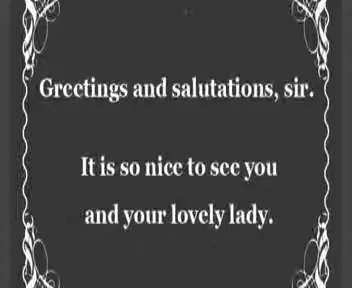 Greetings and salutations, sir.
It is so nice to see you
and your lovely lady.